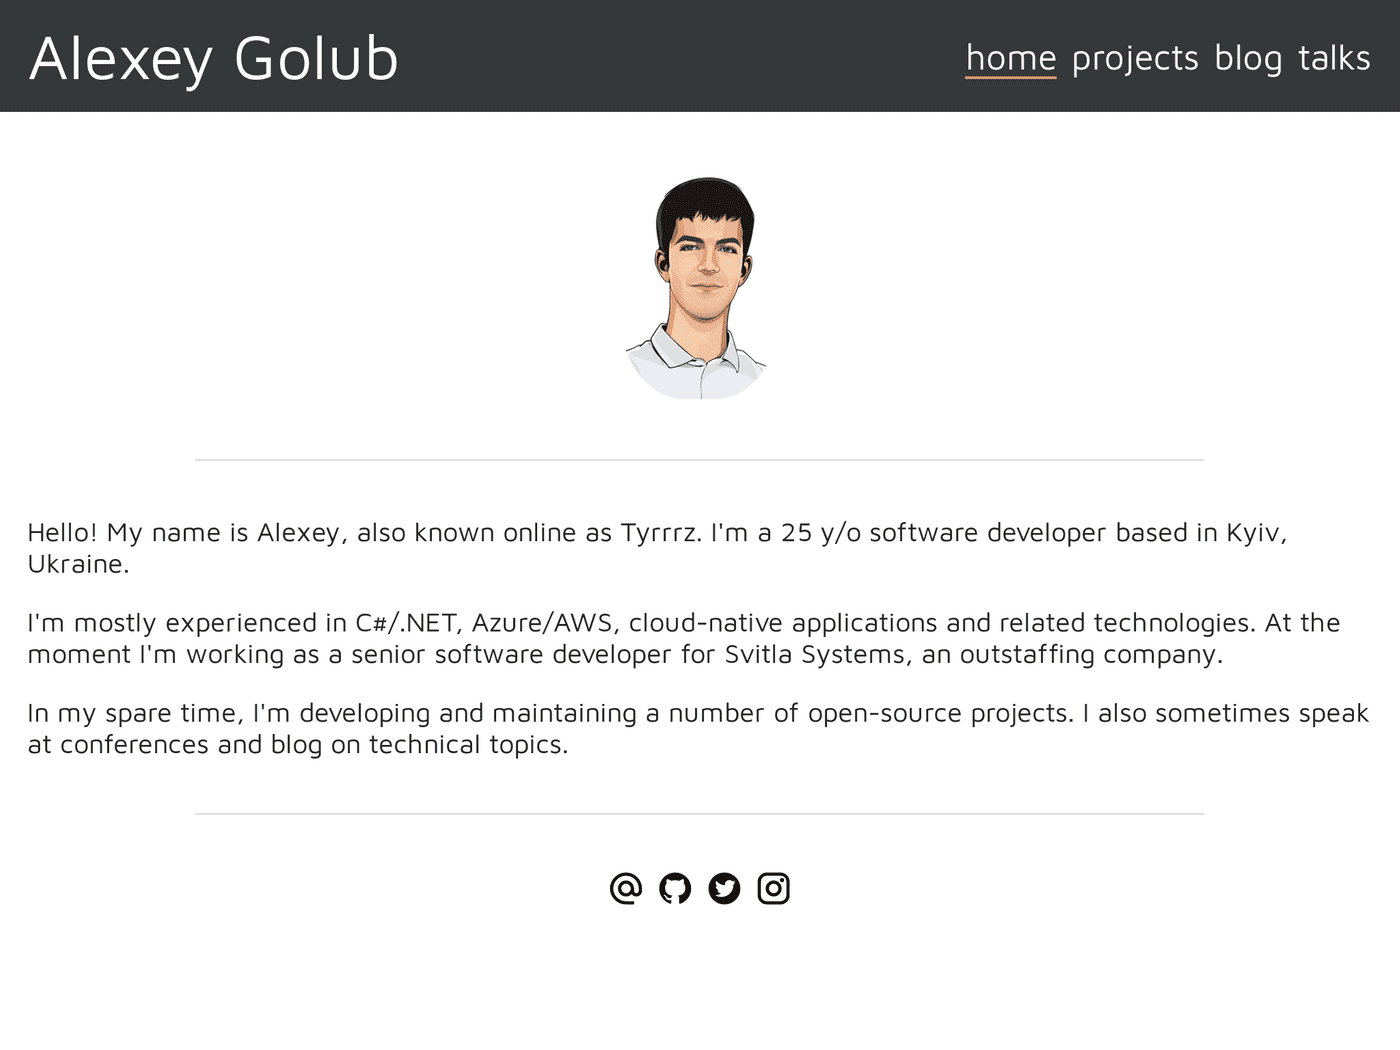 Alexey Golub
home projects blog talks
Hello! My name is Alexey, also known online as Tyrrrz. I'm a 25 y/o software developer based in Kyiv,
Ukraine.
I'm mostly experienced in C#/.NET, Azure/AWS, cloud-native applications and related technologies. At the
moment I'm working as a senior software developer for Svitla Systems, an outstaffing company.
In my spare time, I'm developing and maintaining a number of open-source projects. I also sometimes speak
at conferences and blog on technical topics.